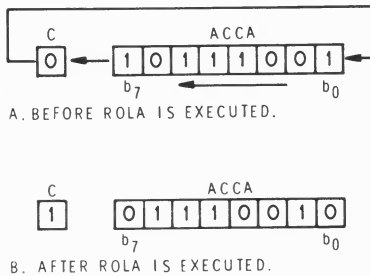 C ACCA
0 1 0 1 1 1 0 0 1
b7 b0
A. BEFORE ROLA IS EXECUTED.
C ACCA
1 0 1 1 1 0 0 1 0
b7 b0
B. AFTER ROLA IS EXECUTED.